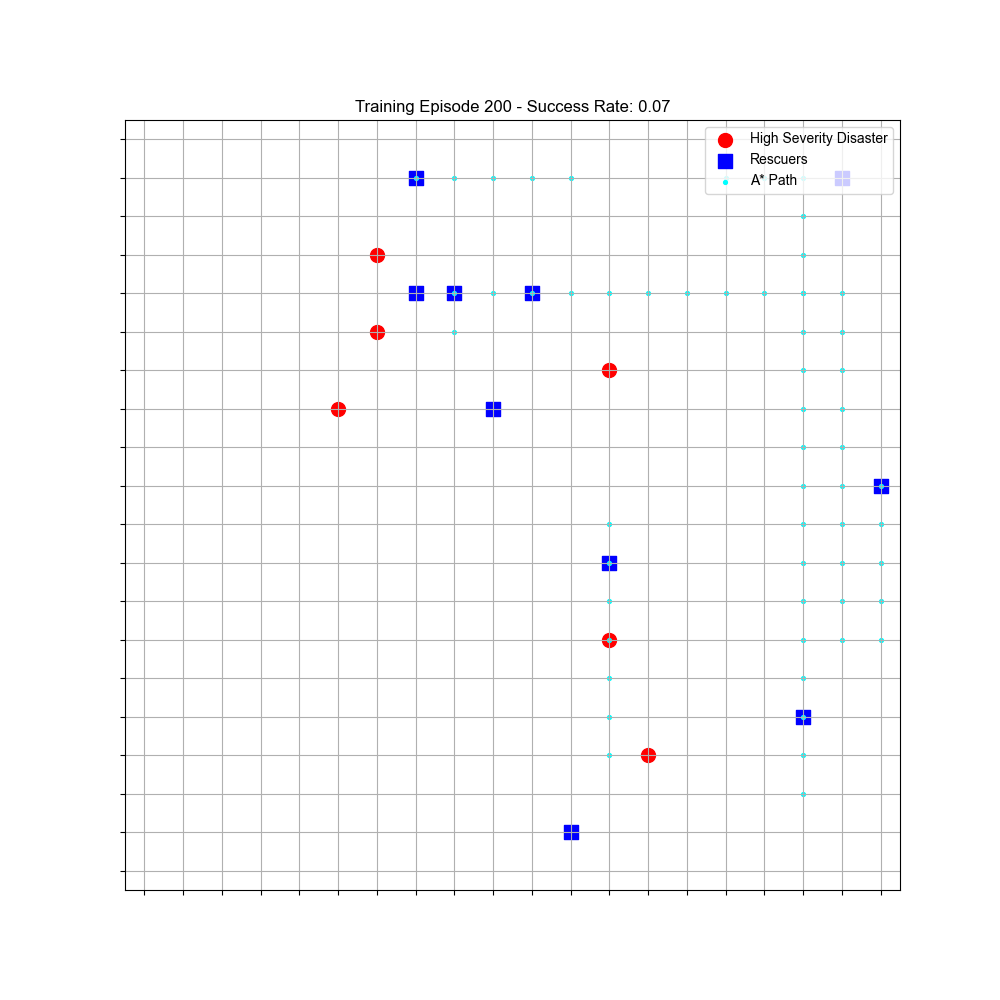 Training Episode 200 - Success Rate: 0.07
High Severity Disaster
Rescuers
A* Path